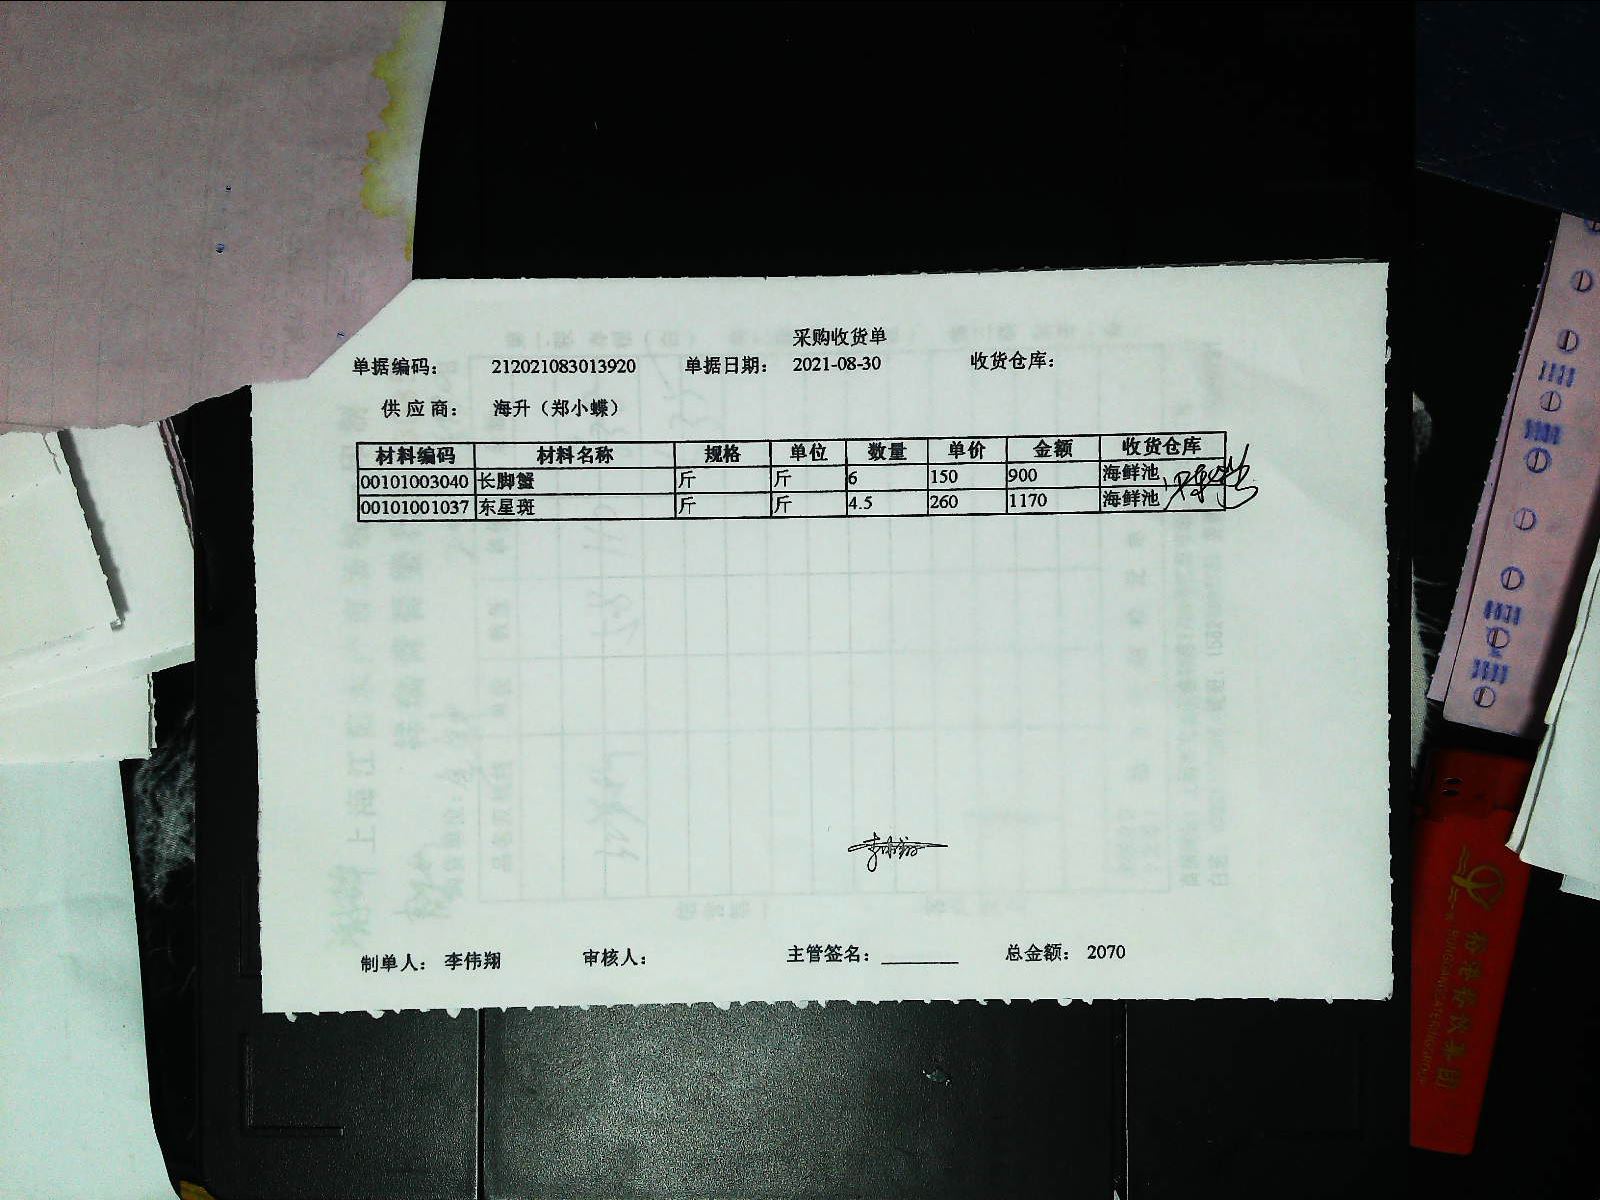 采购收货单
单据编码： 212021083013920 单据日期： 2021-08-30 收货仓库：
供 应 商： 海升（郑小蝶）
材料编码 材料名称 规格 单位 数量 单价 金额 收货仓库
00101003040 长脚蟹 斤 斤 6 150 900 海鲜池
00101001037 东星斑 斤 斤 4.5 260 1170 海鲜池
制单人： 李伟翔 审核人： 主管签名：________ 总金额： 2070